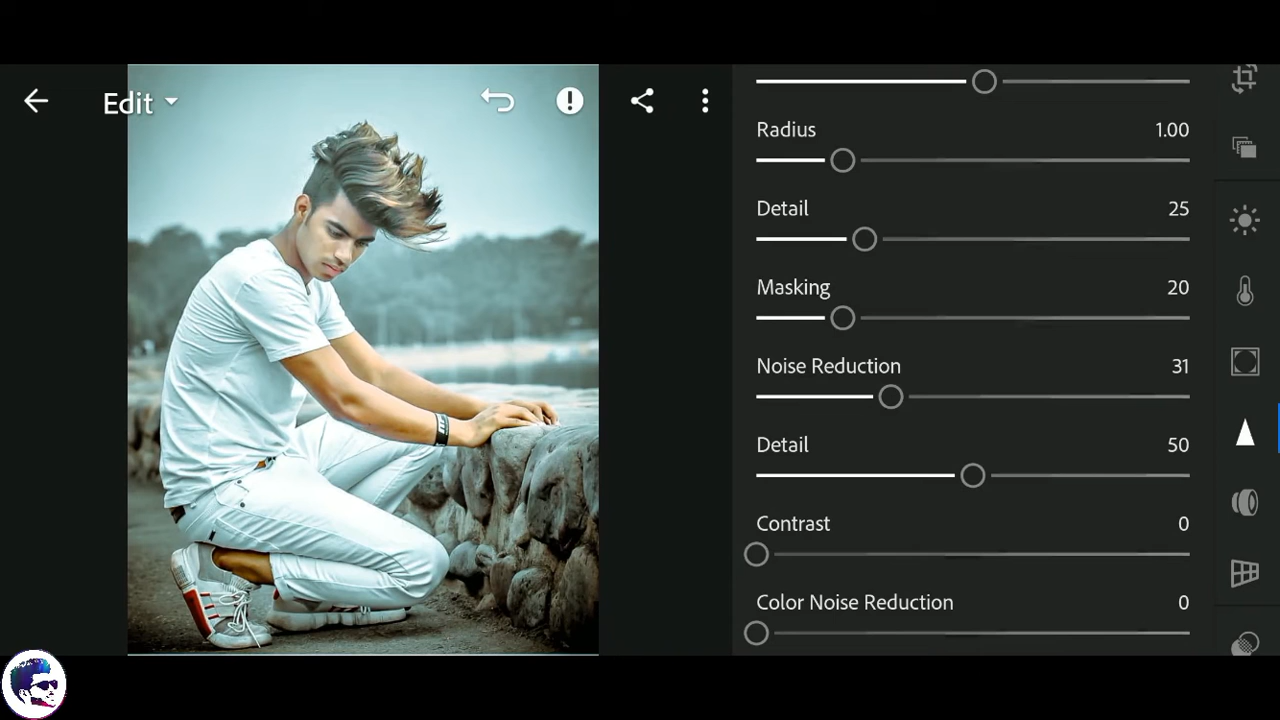 Edit
Radius 1.00
Detail 25
Masking 20
Noise Reduction 31
Detail 50
Contrast 0
Color Noise Reduction 0